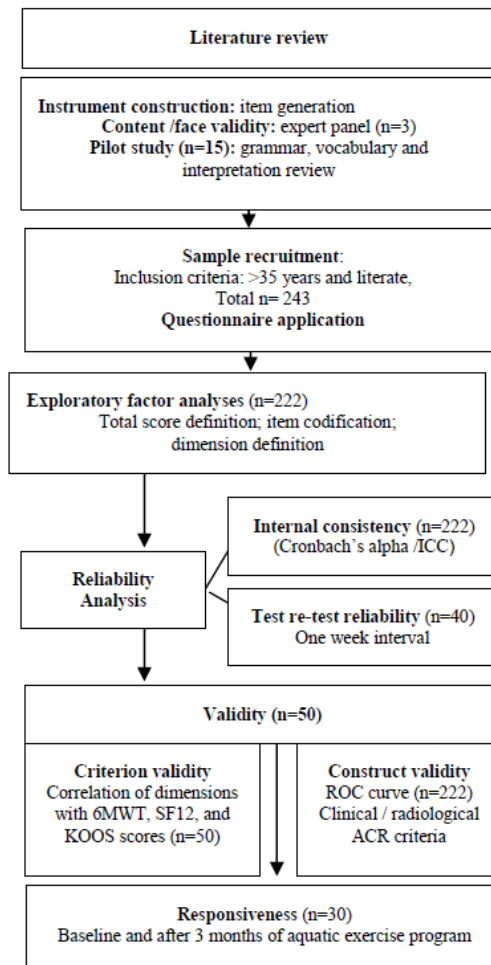 Literature review
Instrument construction: item generation
Content /face validity: expert panel (n=3)
Pilot study (n=15): grammar, vocabulary and
interpretation review
Sample recruitment:
Inclusion criteria: >35 years and literate,
Total n= 243
Questionnaire application
Exploratory factor analyses (n=222)
Total score definition; item codification;
dimension definition
Internal consistency (n=222)
(Cronbach's alpha /ICC)
Reliability
Analysis
Test re-test reliability (n=40)
One week interval
Validity (n=50)
Criterion validity
Correlation of dimensions
with 6MWT, SF12, and
KOOS scores (n=50)
Construct validity
ROC curve (n=222)
Clinical / radiological
ACR criteria
Responsiveness (n=30)
Baseline and after 3 months of aquatic exercise program